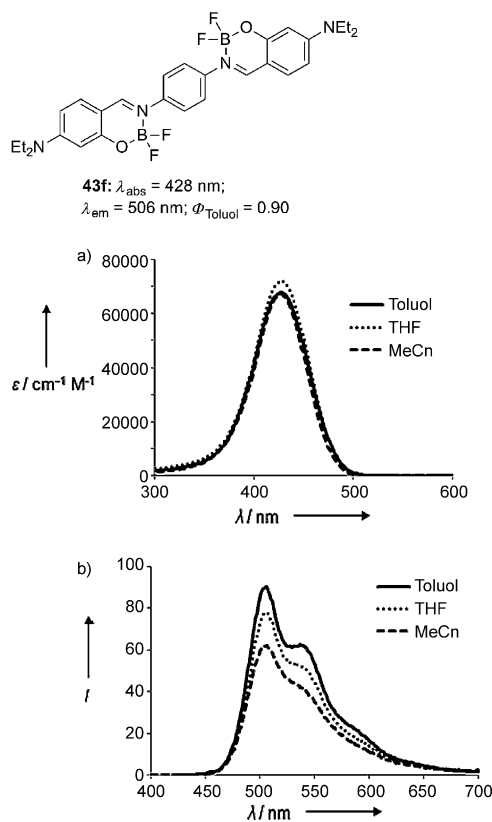 F
F B O NEt₂
N
N
B F
Et₂N O F
43f: λabs = 428 nm;
λem = 506 nm; ΦToluol = 0.90
a)
80000
60000
40000
20000
0
ε / cm⁻¹ M⁻¹
Toluol
THF
MeCn
300 400 500 600
λ / nm
b)
100
80
60
40
20
0
I
Toluol
THF
MeCn
400 450 500 550 600 650 700
λ / nm